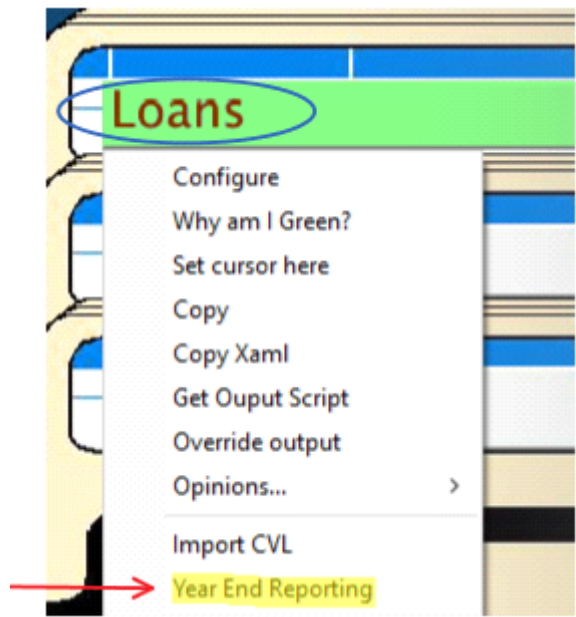 Loans
Configure
Why am I Green?
Set cursor here
Copy
Copy Xaml
Get Ouput Script
Override output
Opinions...
Import CVL
Year End Reporting